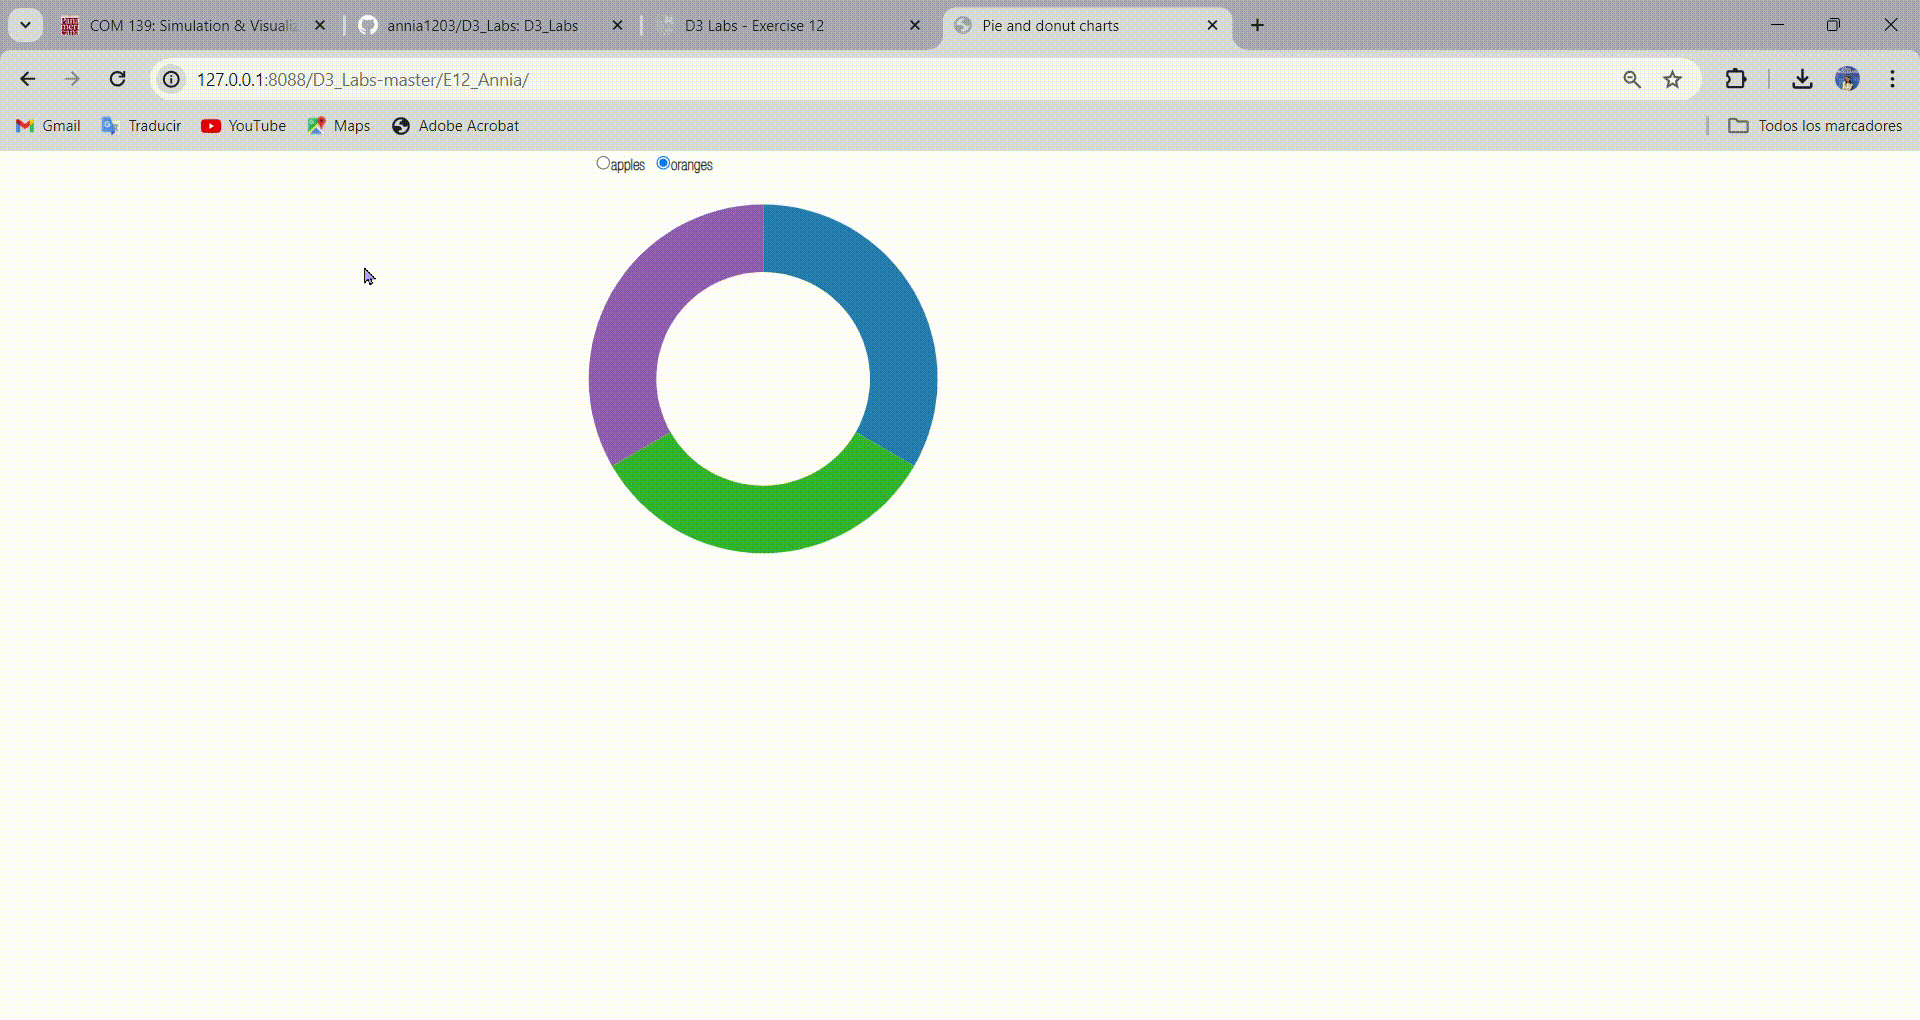 COM 139: Simulation & Visualiz
annia1203/D3_Labs: D3_Labs
D3 Labs - Exercise 12
Pie and donut charts
127.0.0.1:8088/D3_Labs-master/E12_Annia/
Gmail
Traducir
YouTube
Maps
Adobe Acrobat
Todos los marcadores
apples oranges